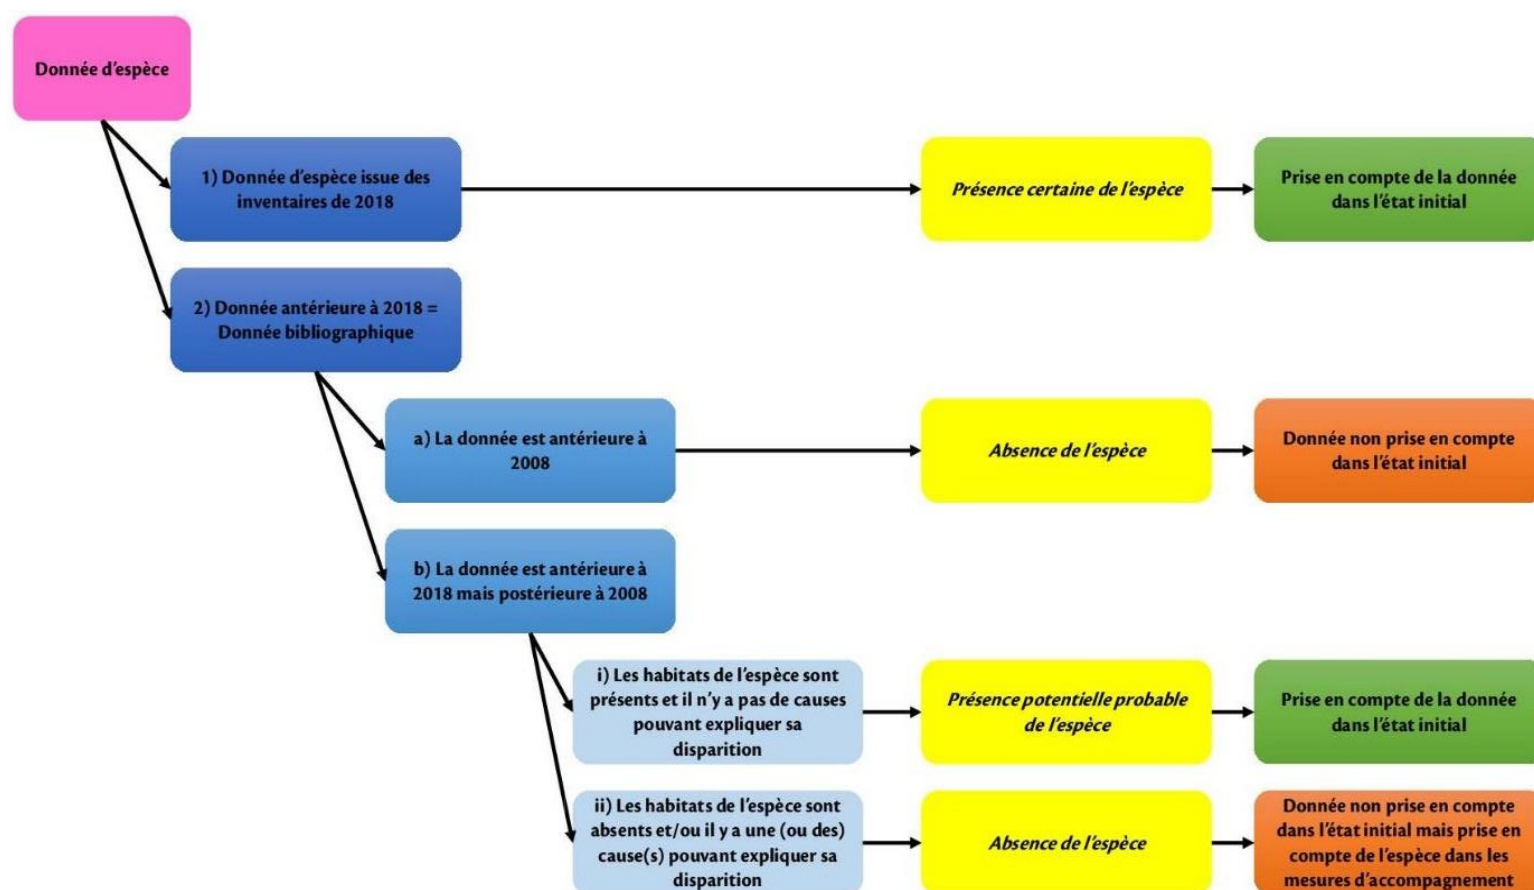 Donnée d'espèce
1) Donnée d'espèce issue des
inventaires de 2018
Présence certaine de l'espèce
Prise en compte de la donnée
dans l'état initial
2) Donnée antérieure à 2018 =
Donnée bibliographique
a) La donnée est antérieure à
2008
Absence de l'espèce
Donnée non prise en compte
dans l'état initial
b) La donnée est antérieure à
2018 mais postérieure à 2008
i) Les habitats de l'espèce sont
présents et il n'y a pas de causes
pouvant expliquer sa
disparition
Présence potentielle probable
de l'espèce
Prise en compte de la donnée
dans l'état initial
ii) Les habitats de l'espèce sont
absents et/ou il y a une (ou des)
cause(s) pouvant expliquer sa
disparition
Absence de l'espèce
Donnée non prise en compte
dans l'état initial mais prise en
compte de l'espèce dans les
mesures d'accompagnement